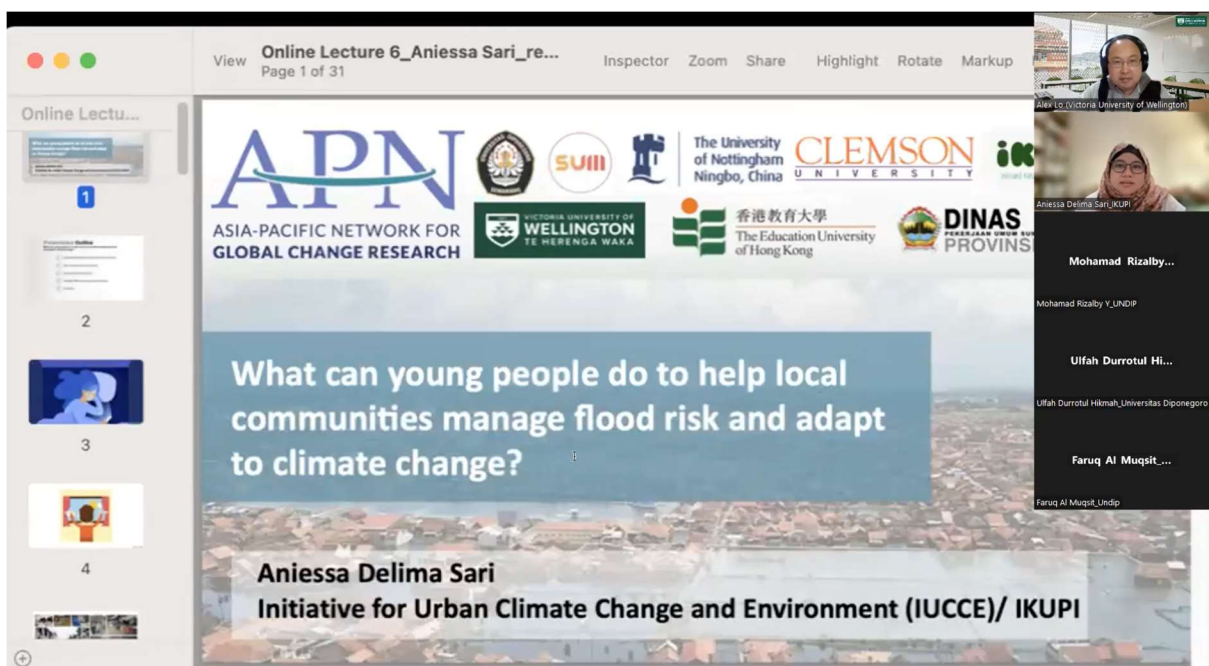 View
Online Lecture 6_Aniessa Sari_re...
Page 1 of 31
Inspector
Zoom
Share
Highlight
Rotate
Markup
Online Lectu...
1
2
3
4
APN
ASIA-PACIFIC NETWORK FOR
GLOBAL CHANGE RESEARCH
SUM
The University
of Nottingham
Ningbo, China
CLEMSON
UNIVERSITY
VICTORIA UNIVERSITY OF
WELLINGTON
TE HERENGA WAKA
香港教育大學
The Education University
of Hong Kong
DINAS
PEKERJAAN UMUM
PROVINS
What can young people do to help local
communities manage flood risk and adapt
to climate change?
Aniessa Delima Sari
Initiative for Urban Climate Change and Environment (IUCCE)/ IKUPI
Alex Lo (Victoria University of Wellington)
Aniessa Delima Sari_IKUPI
Mohamad Rizalby...
Mohamad Rizalby Y_UNDIP
Ulfah Durrotul Hi...
Ulfah Durrotul Hikmah_Universitas Diponegoro
Faruq Al Muqsit_...
Faruq Al Muqsit_Undip